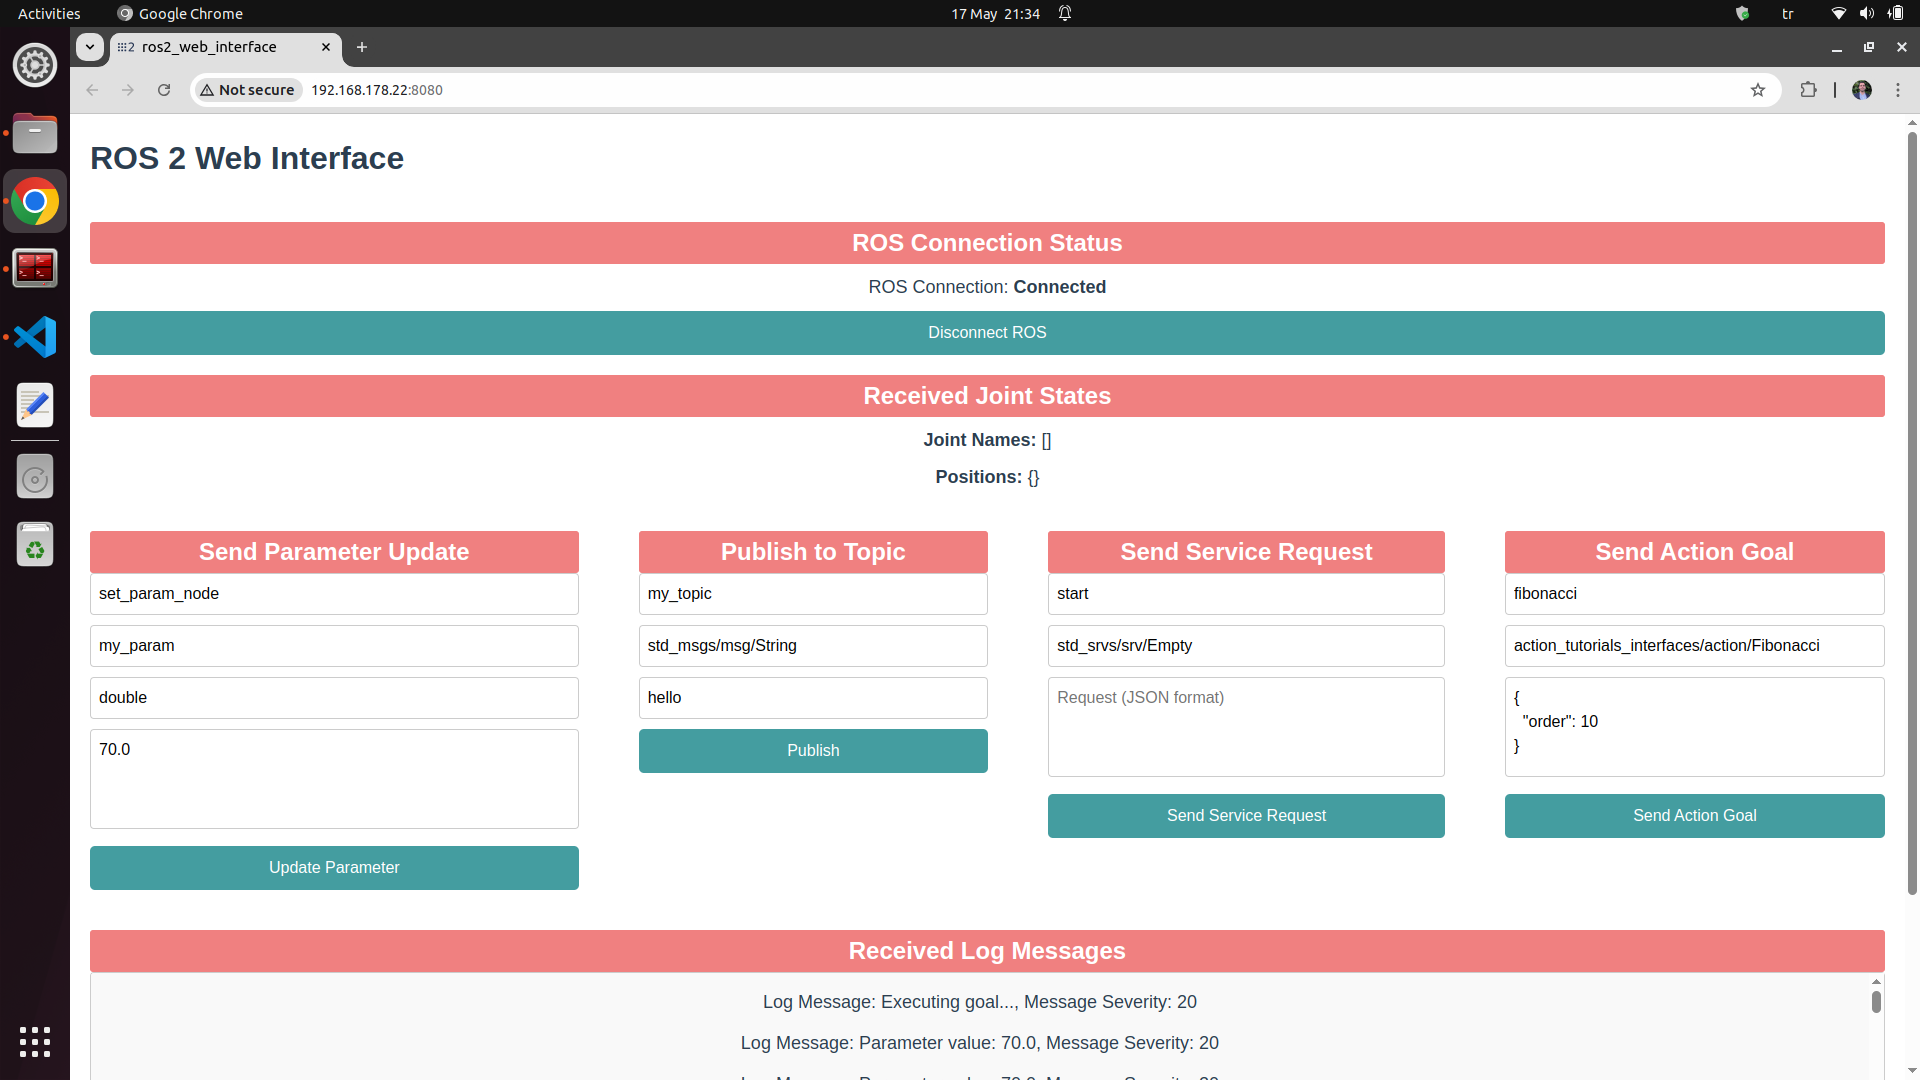 Activities
Google Chrome
17 May 21:34
tr
2 ros2_web_interface
Not secure
192.168.178.22:8080
ROS 2 Web Interface
ROS Connection Status
ROS Connection: Connected
Disconnect ROS
Received Joint States
Joint Names: []
Positions: {}
Send Parameter Update
set_param_node
my_param
double
70.0
Update Parameter
Publish to Topic
my_topic
std_msgs/msg/String
hello
Publish
Send Service Request
start
std_srvs/srv/Empty
Request (JSON format)
Send Service Request
Send Action Goal
fibonacci
action_tutorials_interfaces/action/Fibonacci
{
"order": 10
}
Send Action Goal
Received Log Messages
Log Message: Executing goal..., Message Severity: 20
Log Message: Parameter value: 70.0, Message Severity: 20